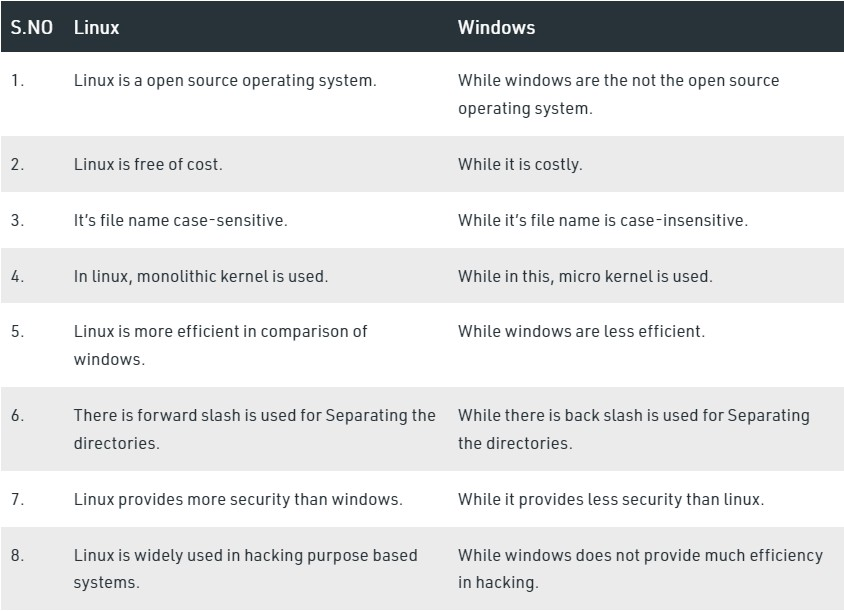 S.NO Linux Windows
1. Linux is a open source operating system. While windows are the not the open source
operating system.
2. Linux is free of cost. While it is costly.
3. It’s file name case-sensitive. While it’s file name is case-insensitive.
4. In linux, monolithic kernel is used. While in this, micro kernel is used.
5. Linux is more efficient in comparison of While windows are less efficient.
windows.
6. There is forward slash is used for Separating the While there is back slash is used for Separating
directories. the directories.
7. Linux provides more security than windows. While it provides less security than linux.
8. Linux is widely used in hacking purpose based While windows does not provide much efficiency
systems. in hacking.